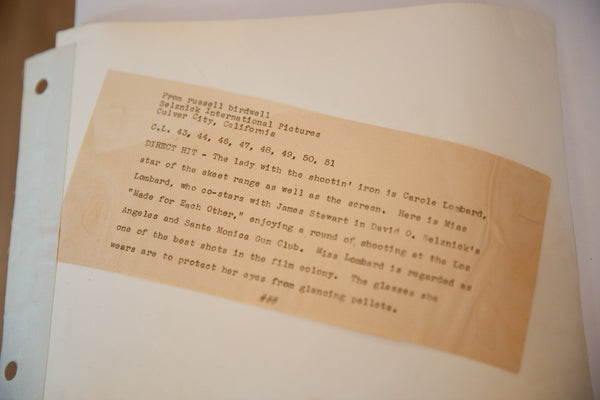 From russell birdwell
Selznick International Pictures
Culver City, California
C.L. 43, 44, 46, 47, 48, 49, 50, 51
DIRECT HIT - The lady with the shootin' iron is Carole Lombard,
star of the skeet range as well as the screen. Here is Miss
Lombard, who co-stars with James Stewart in David O. Selznick's
"Made for Each Other," enjoying a round of shooting at the Los
Angeles and Santa Monica Gun Club. Miss Lombard is regarded as
one of the best shots in the film colony. The glasses she
wears are to protect her eyes from glancing pellets.
###